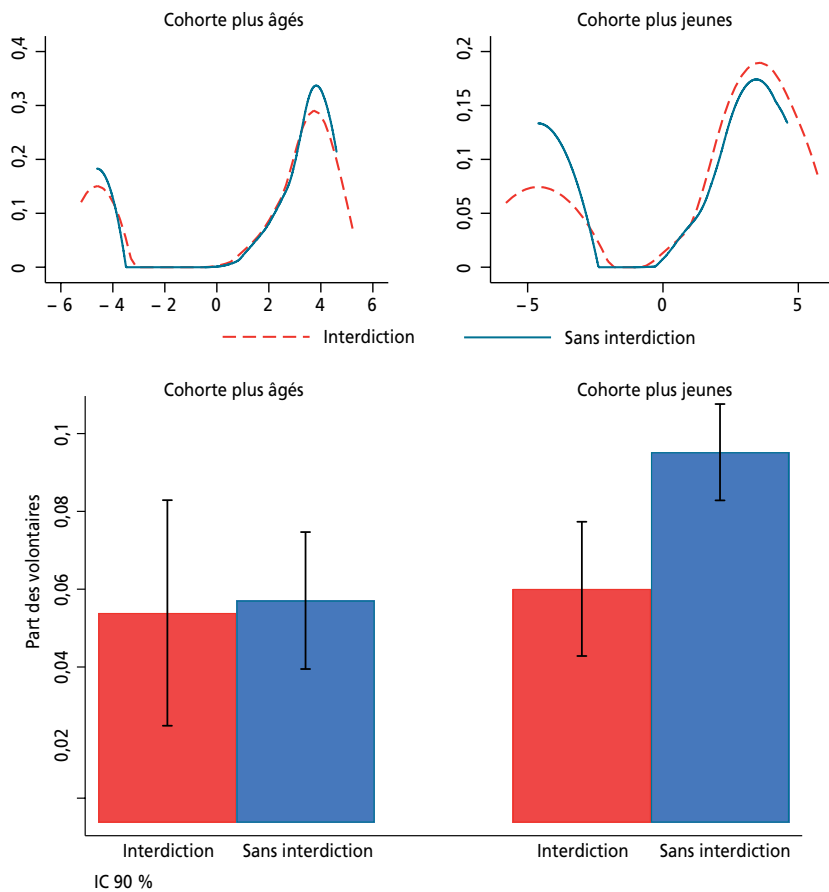 Cohorte plus âgés
Cohorte plus jeunes
0,4
0,3
0,2
0,1
0
– 6
– 4
– 2
0
2
4
6
0,2
0,15
0,1
0,05
0
– 5
0
5
Interdiction
Sans interdiction
Cohorte plus âgés
Cohorte plus jeunes
Part des volontaires
0,1
0,08
0,06
0,04
0,02
Interdiction
Sans interdiction
Interdiction
Sans interdiction
IC 90 %